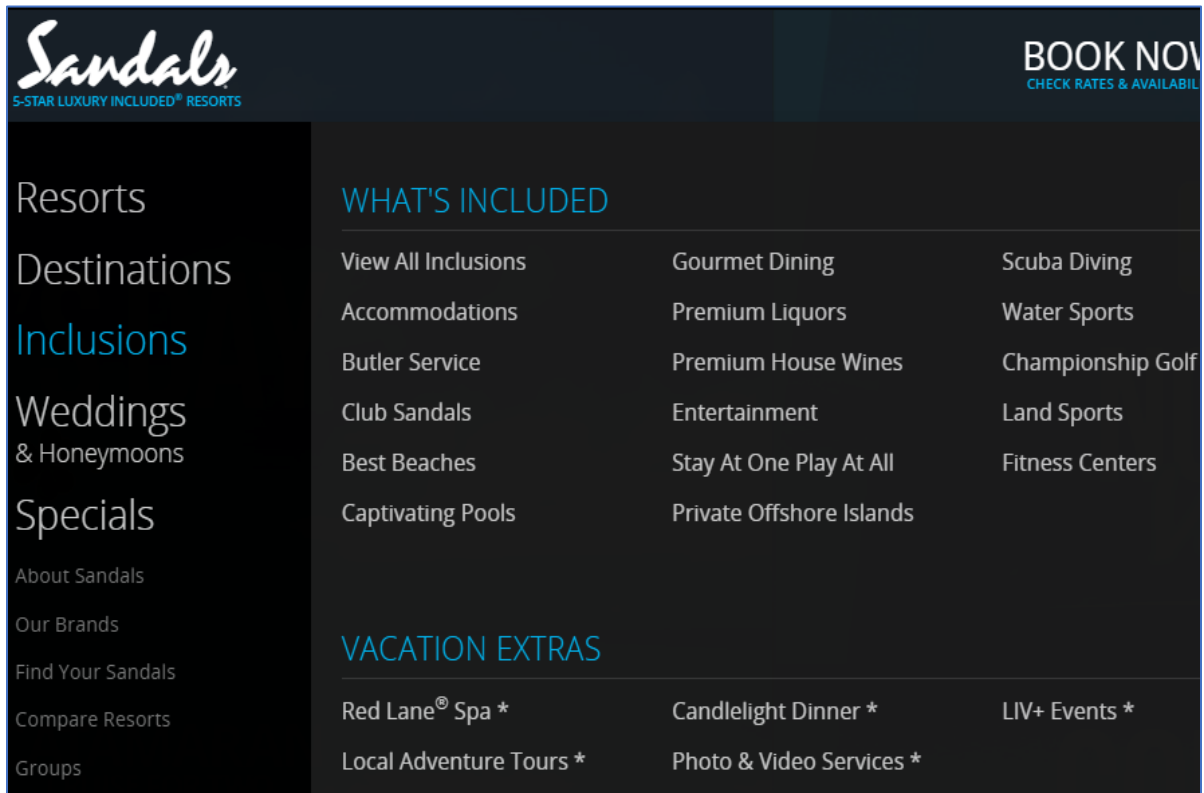 Sandals
5-STAR LUXURY INCLUDED® RESORTS
BOOK NOW
CHECK RATES & AVAILABIL
Resorts
Destinations
Inclusions
Weddings
& Honeymoons
Specials
About Sandals
Our Brands
Find Your Sandals
Compare Resorts
Groups
WHAT'S INCLUDED
View All Inclusions
Accommodations
Butler Service
Club Sandals
Best Beaches
Captivating Pools
Gourmet Dining
Premium Liquors
Premium House Wines
Entertainment
Stay At One Play At All
Private Offshore Islands
Scuba Diving
Water Sports
Championship Golf
Land Sports
Fitness Centers
VACATION EXTRAS
Red Lane® Spa *
Local Adventure Tours *
Candlelight Dinner *
Photo & Video Services *
LIV+ Events *